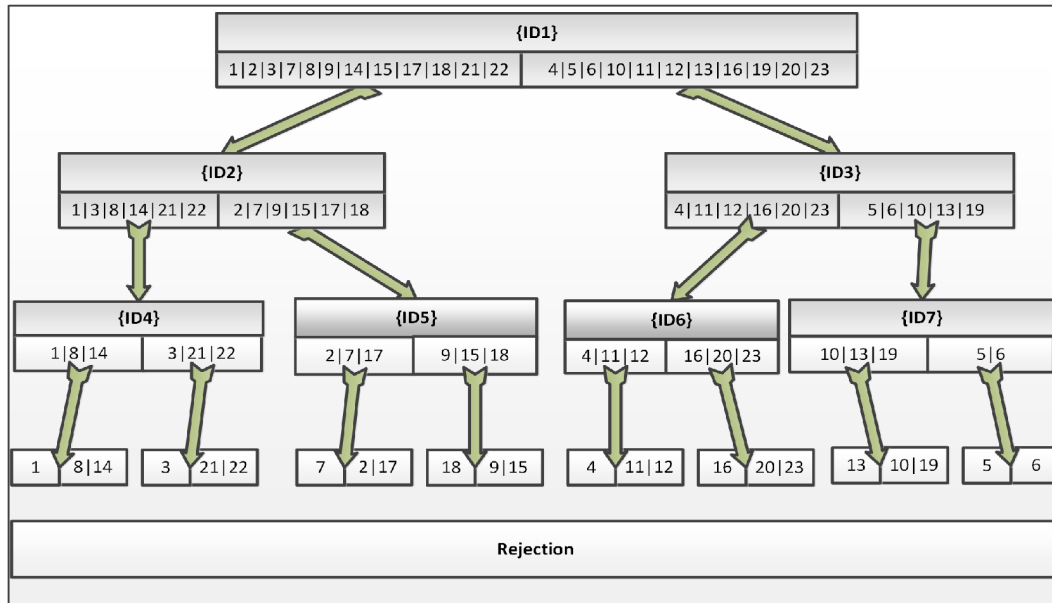 {ID1}
1|2|3|7|8|9|14|15|17|18|21|22 4|5|6|10|11|12|13|16|19|20|23
{ID2} {ID3}
1|3|8|14|21|22 2|7|9|15|17|18 4|11|12|16|20|23 5|6|10|13|19
{ID4} {ID5} {ID6} {ID7}
1|8|14 3|21|22 2|7|17 9|15|18 4|11|12 16|20|23 10|13|19 5|6
1 8|14 3 21|22 7 2|17 18 9|15 4 11|12 16 20|23 13 10|19 5 6
Rejection